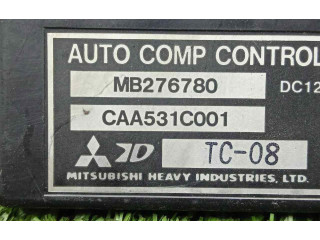 AUTO COMP CONTROL
MB276780 DC12
CAA531C001
TC-08
MITSUBISHI HEAVY INDUSTRIES, LTD.